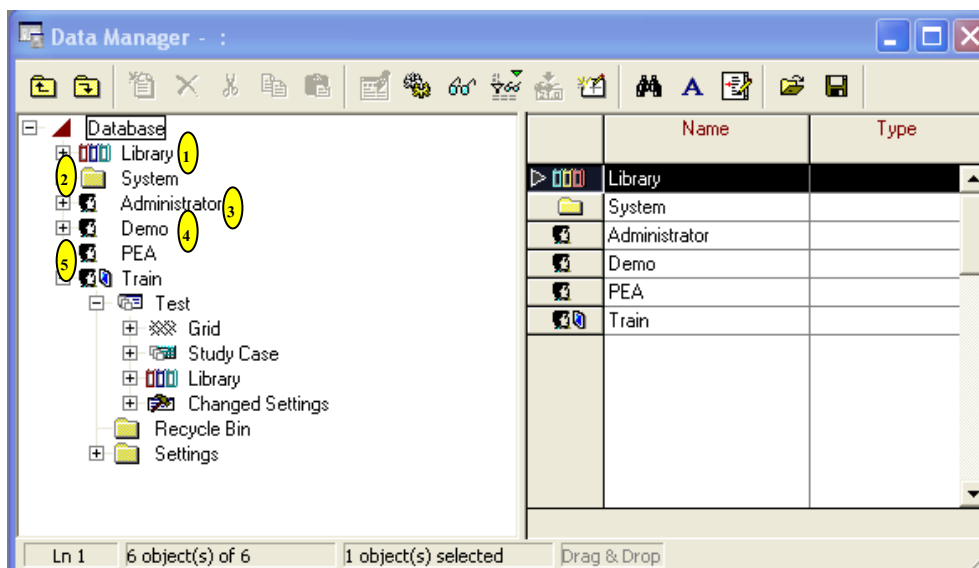 Data Manager - :
Database
Library 1
2 System
Administrator 3
Demo 4
5 PEA
Train
Test
Grid
Study Case
Library
Changed Settings
Recycle Bin
Settings
Name Type
Library
System
Administrator
Demo
PEA
Train
Ln 1 6 object(s) of 6 1 object(s) selected Drag & Drop